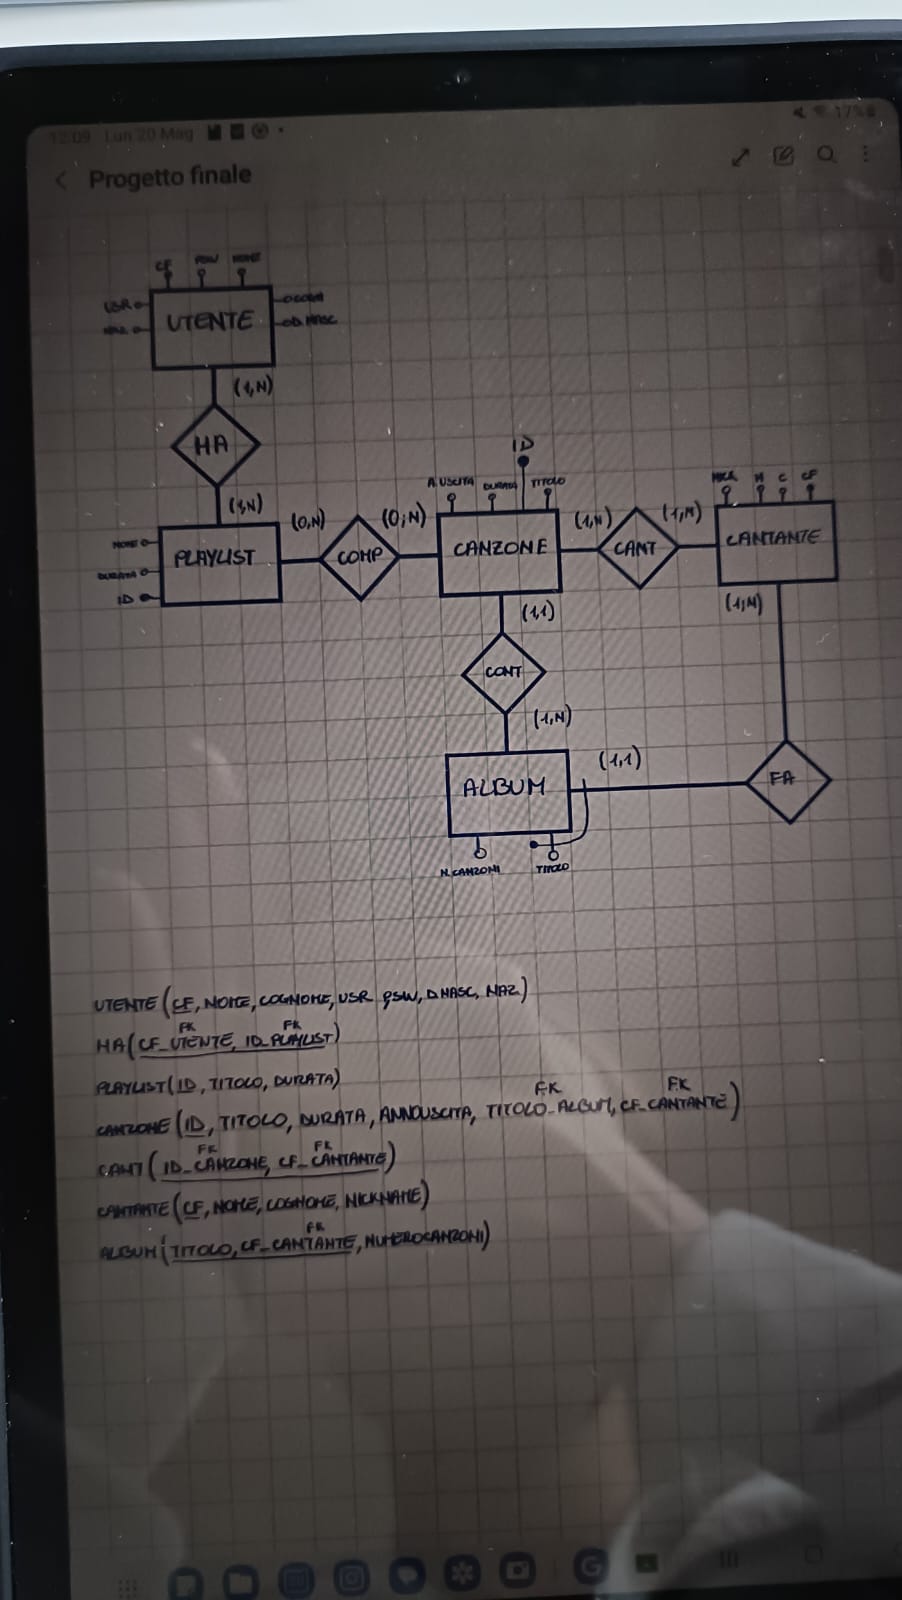 12:09 Lun 20 Mag
17%
Progetto finale
CF PSW NOME
USR
UTENTE
D.NASC
(1,N)
HA
(1,N)
NOME
DURATA
ID
PLAYLIST
(0,N)
COMP
(0,N)
ID
A.USCITA DURATA TITOLO
CANZONE
(1,N)
CANT
(1,N)
NICK N C CF
CANTANTE
(1,N)
(1,1)
CONT
(1,N)
ALBUM
(1,1)
FA
N.CANZONI TITOLO
UTENTE (CF, NOME, COGNOME, USR PSW, D.NASC, NAZ)
FK FK
HA(CF_UTENTE, ID_PLAYLIST)
PLAYLIST(ID, TITOLO, DURATA)
F.K F.K
CANZONE (ID, TITOLO, DURATA, ANNOUSCITA, TITOLO_ALBUM, CF_CANTANTE)
FK FK
CANT (ID_CANZONE, CF_CANTANTE)
CANTANTE (CF, NOME, COGNOME, NICKNAME)
FK
ALBUM (TITOLO, CF_CANTANTE, NUMEROCANZONI)